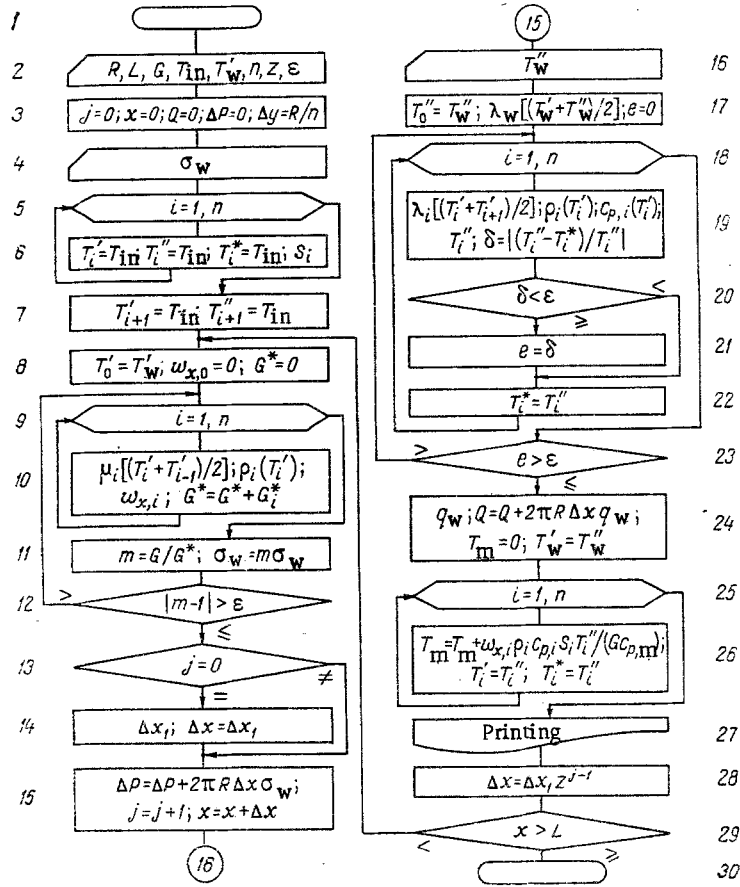 1
2
R, L, G, T_in, T'_w, n, Z, ε
3
j=0; x=0; Q=0; ΔP=0; Δy=R/n
4
σ_w
5
i=1, n
6
T'_i=T_in; T''_i=T_in; T*_i=T_in; S_i
7
T'_{i+1}=T_in; T''_{i+1}=T_in
8
T'_0=T'_w; ω_{x,0}=0; G*=0
9
i=1, n
10
μ_i[(T'_i+T'_{i-1})/2]; ρ_i(T'_i);
ω_{x,i}; G*=G*+G*_i
11
m=G/G*; σ_w=mσ_w
12
|m-1|>ε
>
≤
13
j=0
≠
=
14
Δx_1; Δx=Δx_1
15
ΔP=ΔP+2πRΔxσ_w;
j=j+1; x=x+Δx
16
15
T''_w
16
T''_0=T''_w; λ_w[(T'_w+T''_w)/2]; e=0
17
i=1, n
18
λ_i[(T'_i+T'_{i+1})/2]; ρ_i(T'_i); c_{p,i}(T'_i);
T''_i; δ=|(T''_i-T*_i)/T''_i|
19
δ<ε
<
≥
20
e=δ
21
T*_i=T''_i
22
e>ε
>
≤
23
q_w; Q=Q+2πRΔx q_w;
T_m=0; T'_w=T''_w
24
i=1, n
25
T_m=T_m+ω_{x,i}ρ_i c_{p,i} S_i T''_i/(Gc_{p,m});
T'_i=T''_i; T*_i=T''_i
26
Printing
27
Δx=Δx_1 Z^{j-1}
28
x>L
<
≥
29
30